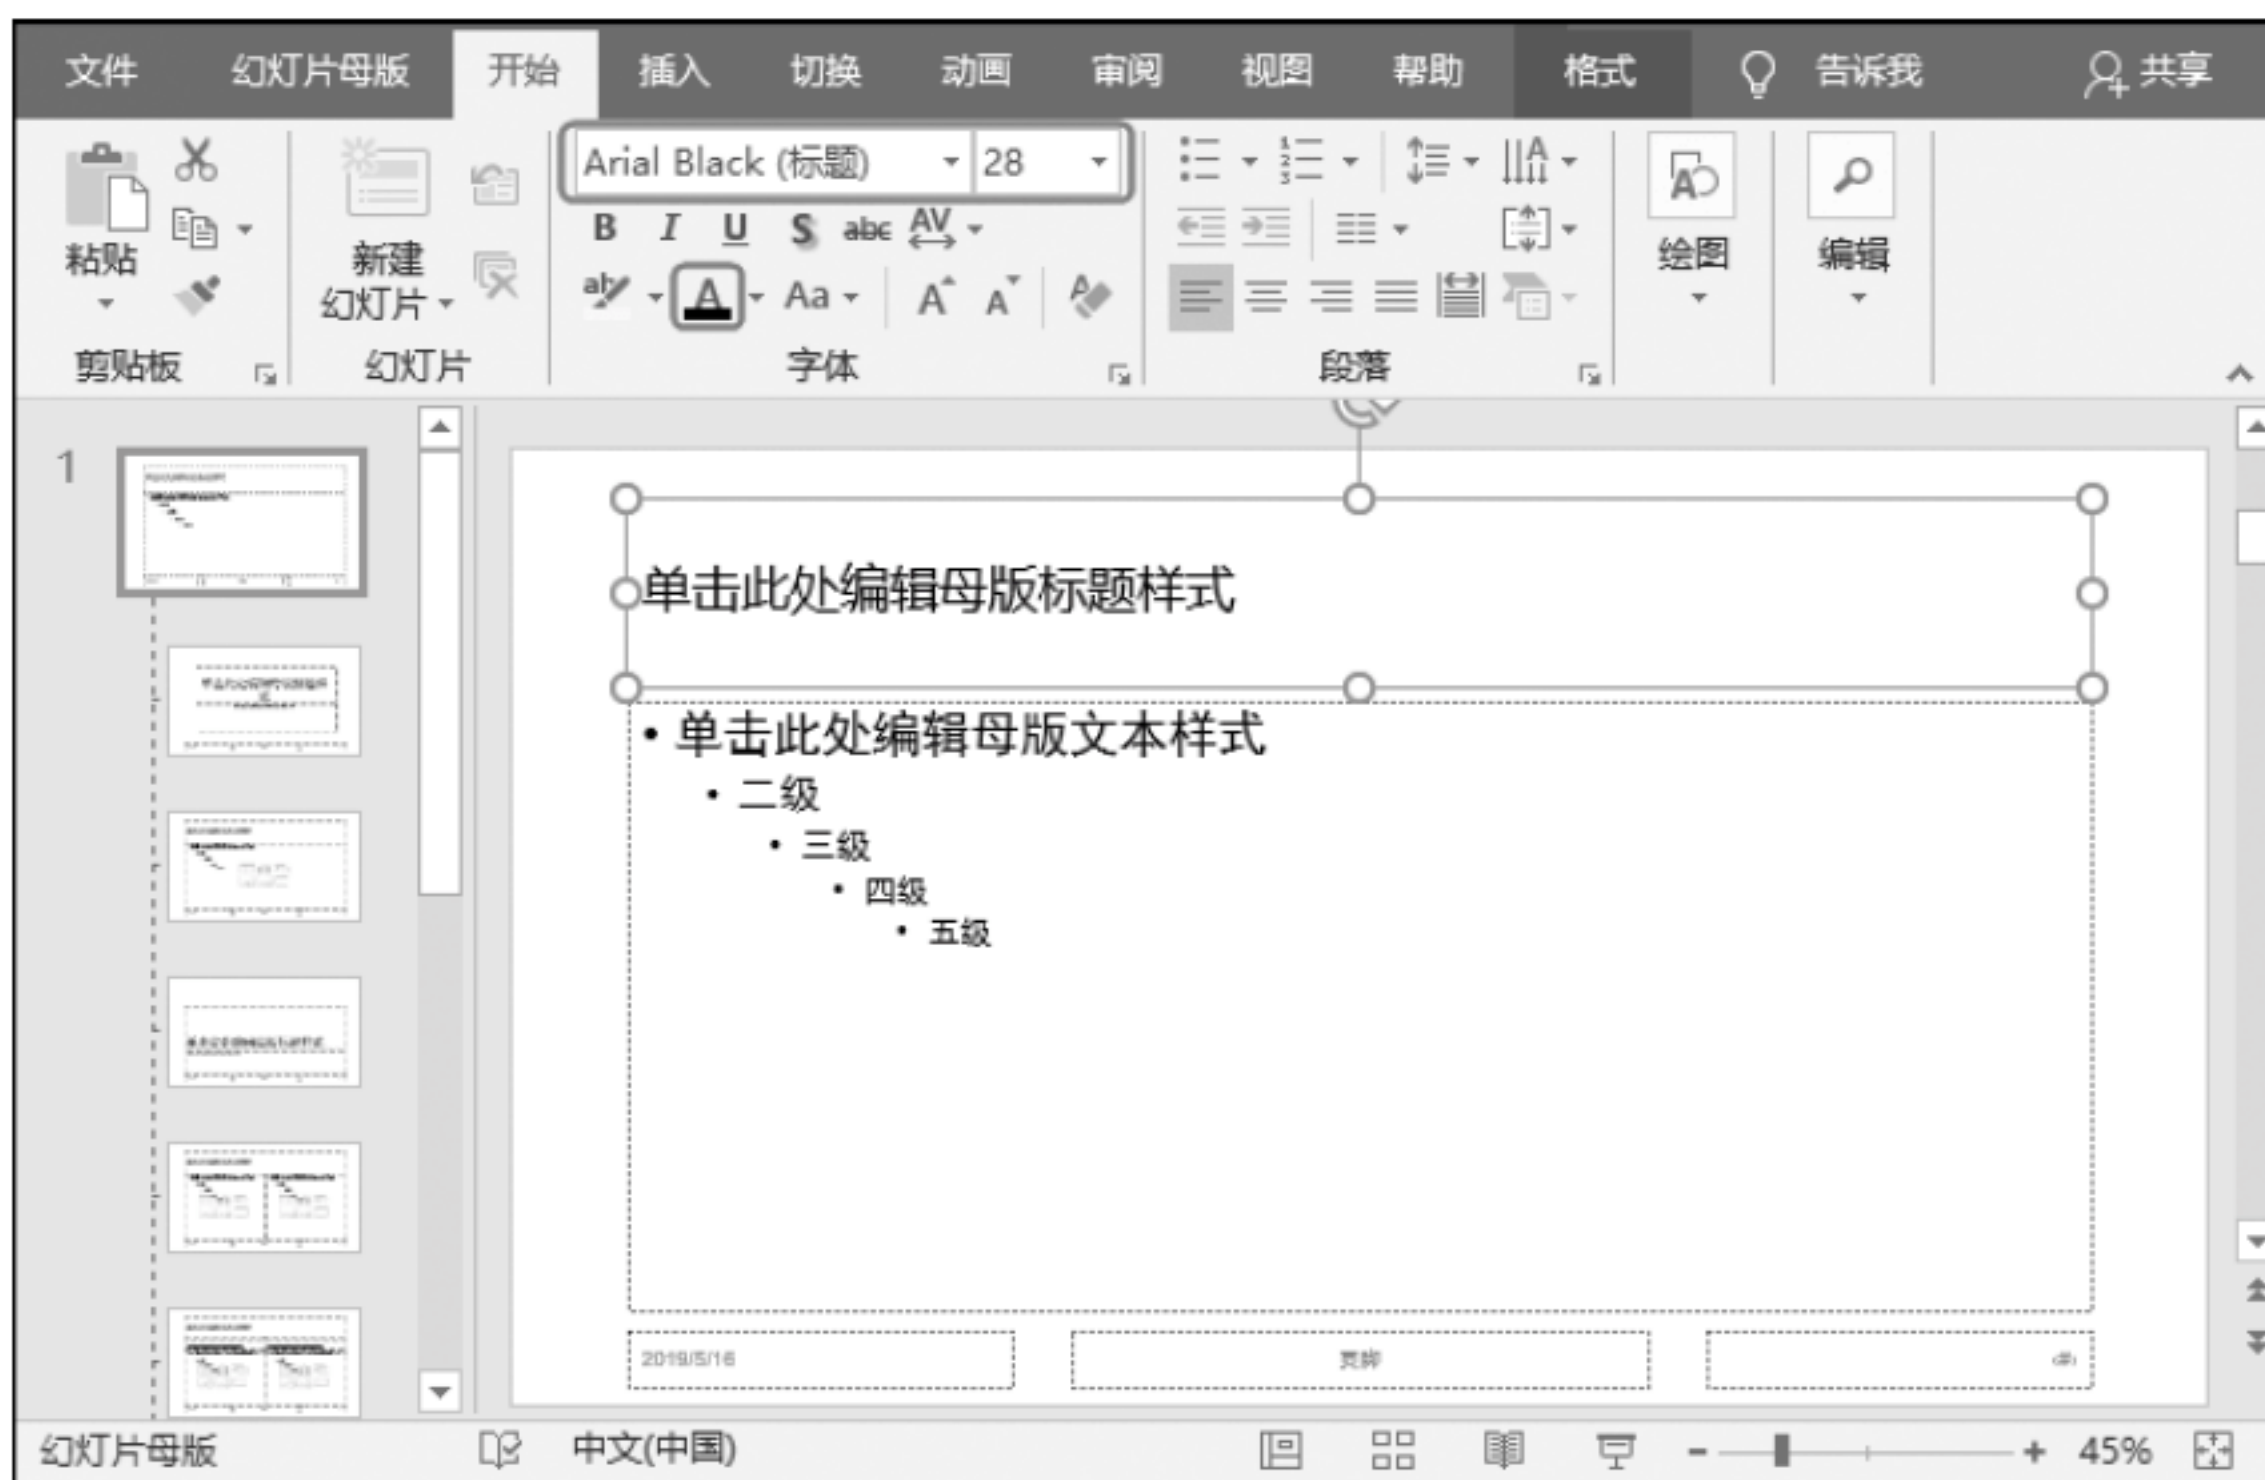 文件 幻灯片母版 开始 插入 切换 动画 审阅 视图 帮助 格式 告诉我 共享
Arial Black (标题) 28
B I U S abc AV
粘贴 新建 幻灯片 绘图 编辑
A Aa A A
剪贴板 幻灯片 字体 段落
1
单击此处编辑母版标题样式
• 单击此处编辑母版文本样式
• 二级
• 三级
• 四级
• 五级
2019/5/16 页脚 ‹#›
幻灯片母版 中文(中国) 45%